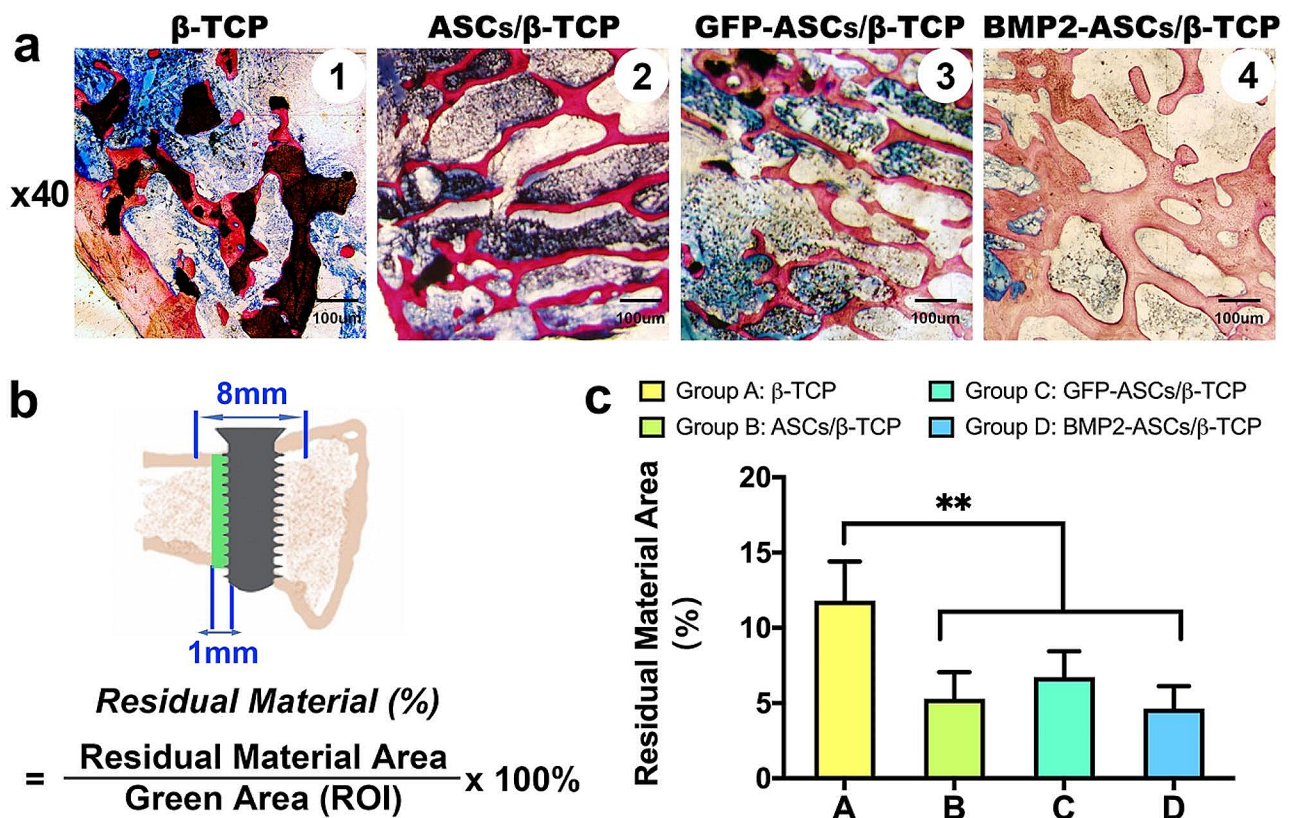 a
β-TCP
ASCs/β-TCP
GFP-ASCs/β-TCP
BMP2-ASCs/β-TCP
1
2
3
4
x40
100um
100um
100um
100um
b
8mm
1mm
Residual Material (%)
= Residual Material Area x 100%
Green Area (ROI)
c
Group A: β-TCP
Group C: GFP-ASCs/β-TCP
Group B: ASCs/β-TCP
Group D: BMP2-ASCs/β-TCP
Residual Material Area
(%)
20
15
10
5
0
**
A
B
C
D